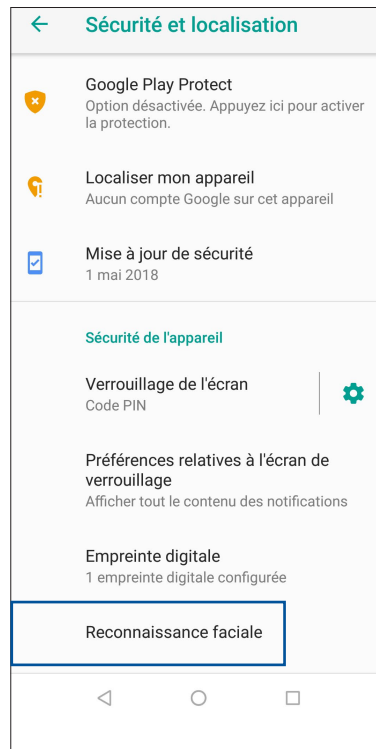 Sécurité et localisation
Google Play Protect
Option désactivée. Appuyez ici pour activer
la protection.
Localiser mon appareil
Aucun compte Google sur cet appareil
Mise à jour de sécurité
1 mai 2018
Sécurité de l'appareil
Verrouillage de l'écran
Code PIN
Préférences relatives à l'écran de
verrouillage
Afficher tout le contenu des notifications
Empreinte digitale
1 empreinte digitale configurée
Reconnaissance faciale